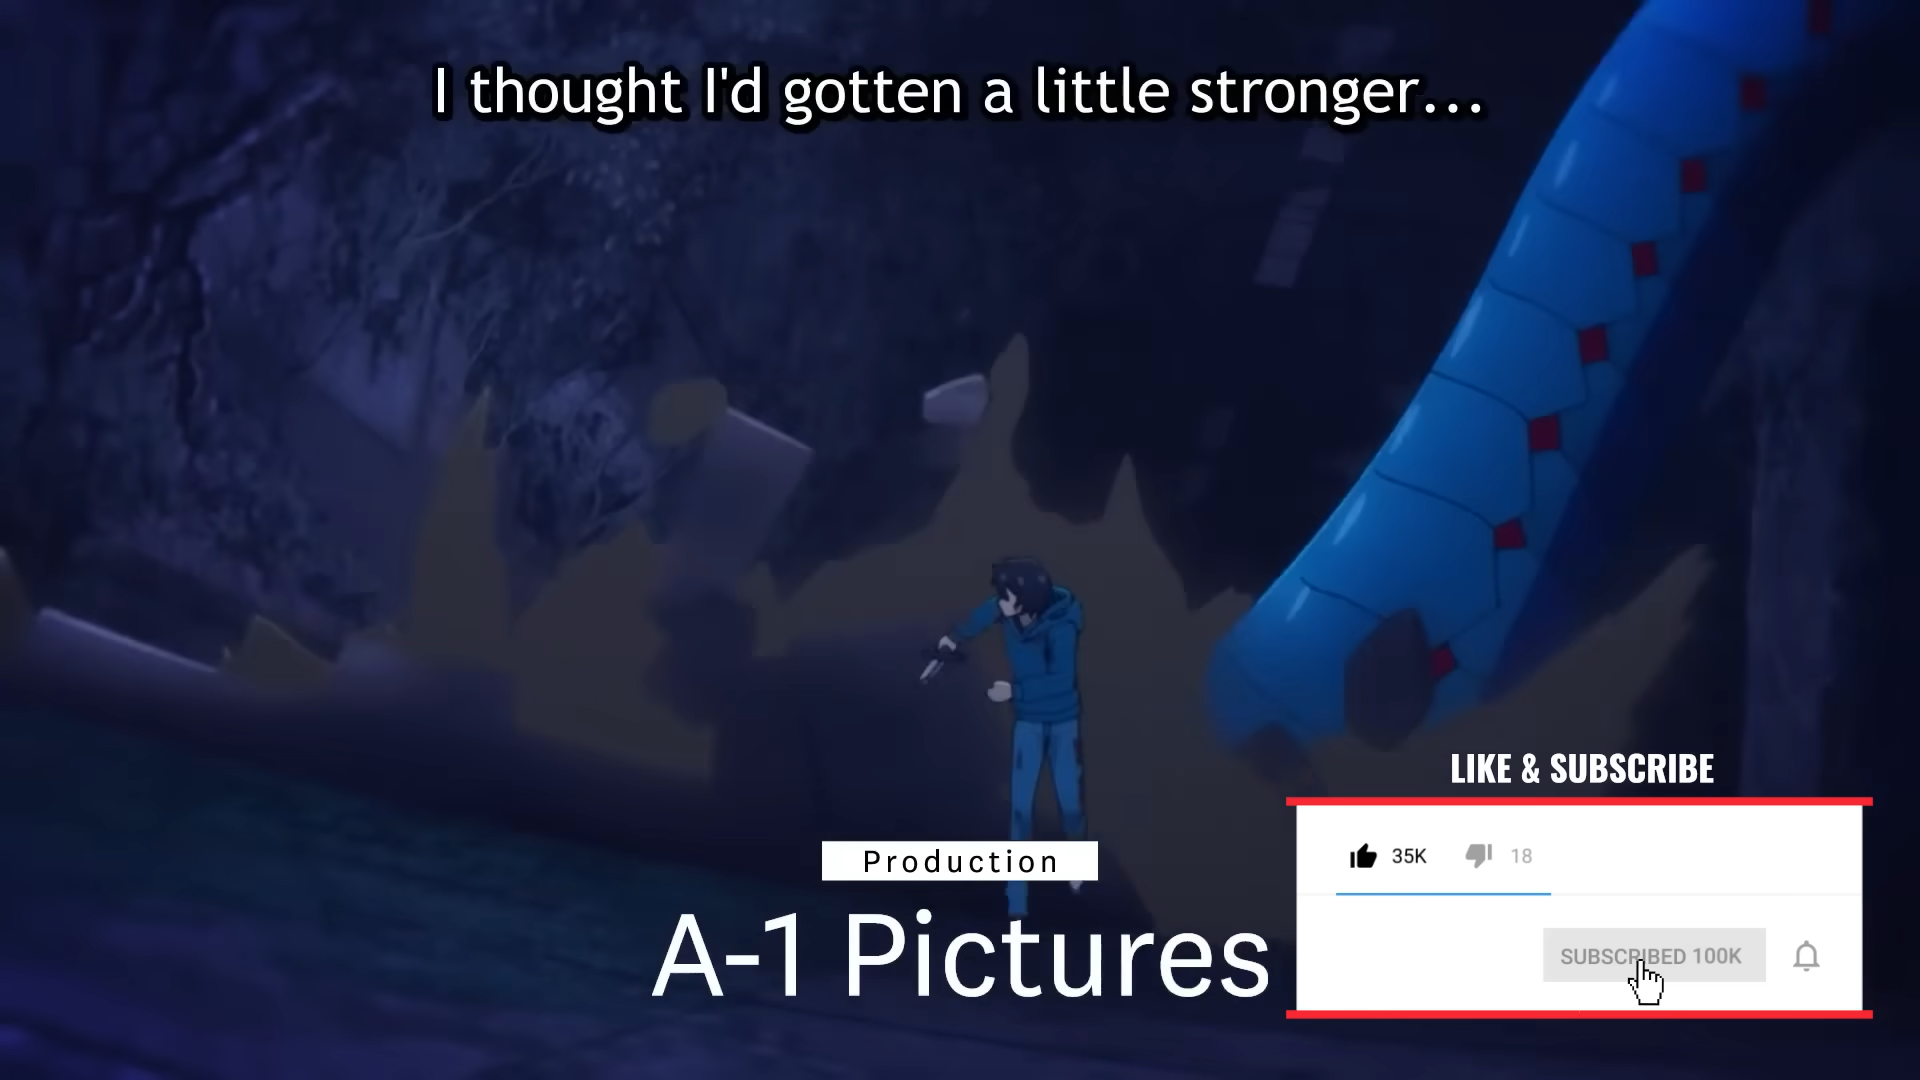 I thought I'd gotten a little stronger...
Production
A-1 Pictures
LIKE & SUBSCRIBE
35K 18
SUBSCRIBED 100K